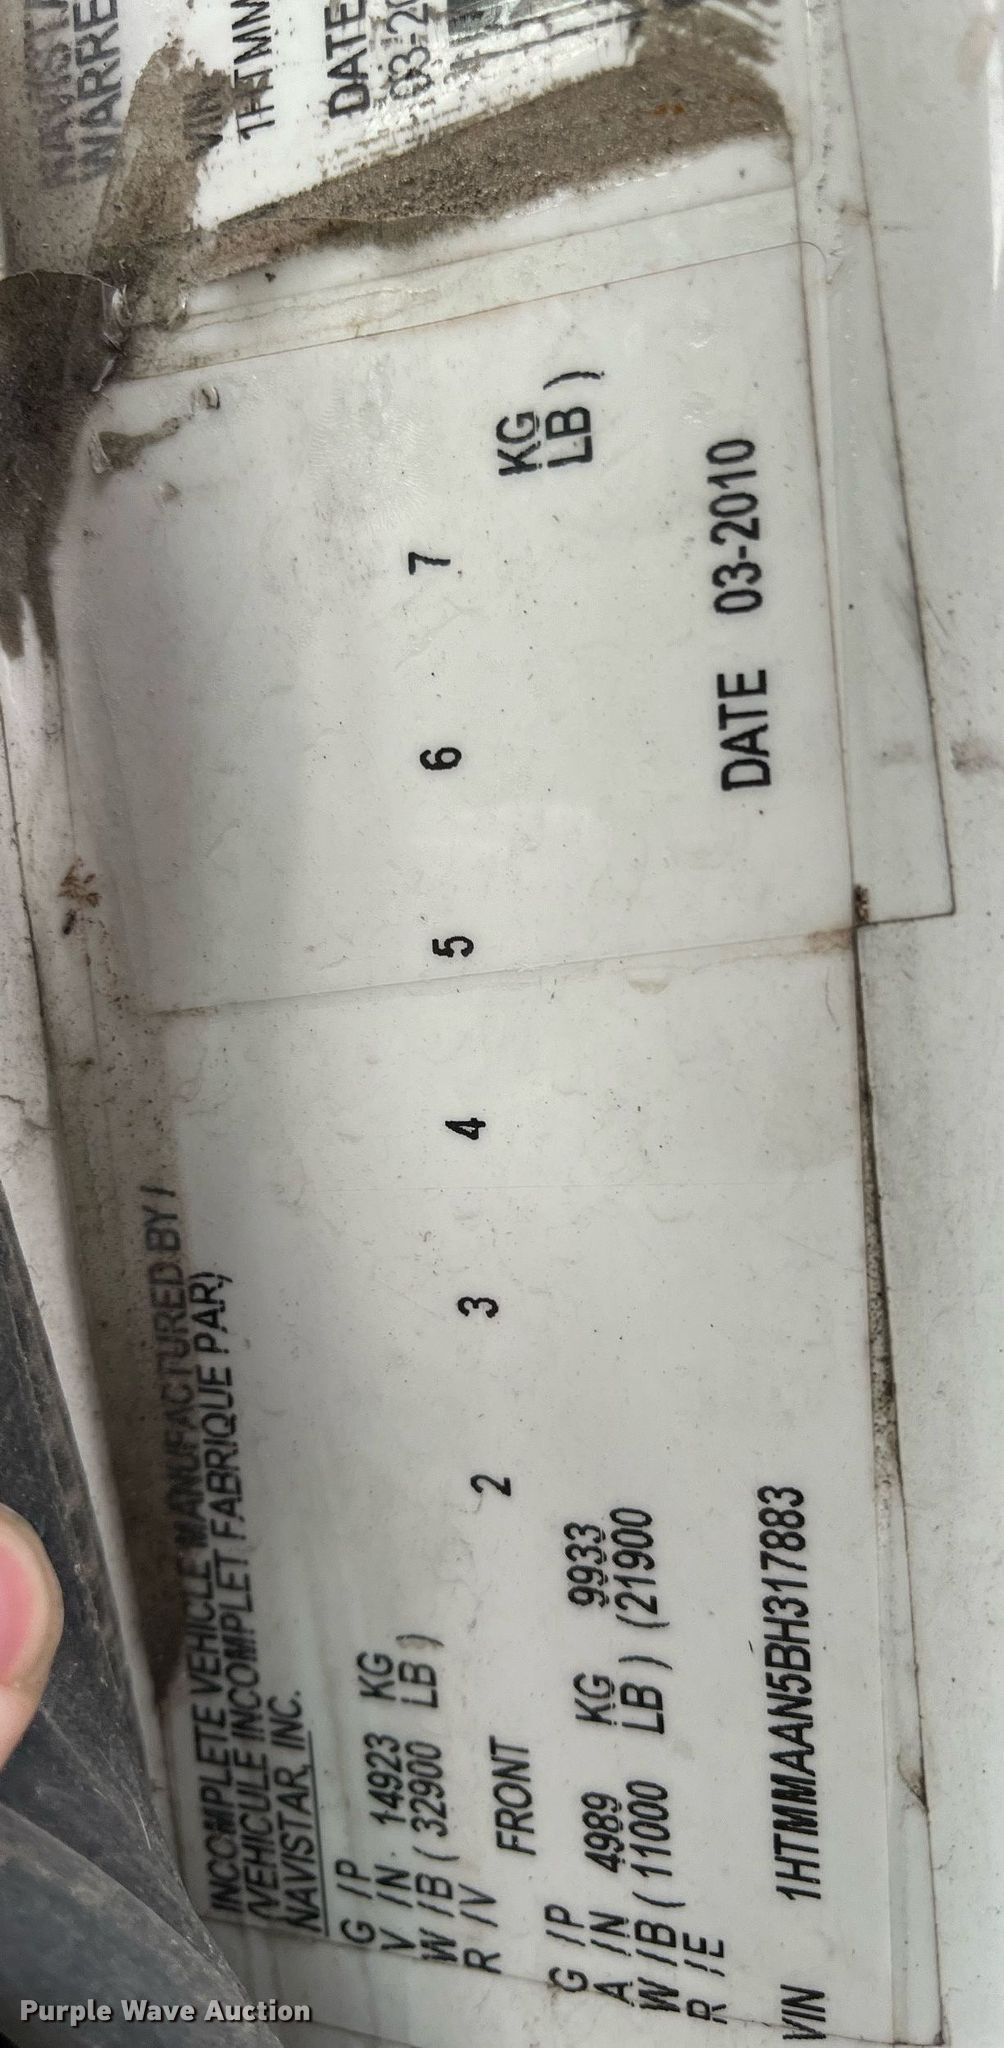 INCOMPLETE VEHICLE MANUFACTURED BY /
(VEHICULE INCOMPLET FABRIQUE PAR)
NAVISTAR, INC.
G /P
V /N 14923 KG
W /B ( 32900 LB )
R /V
FRONT 2 3 4 5 6 7
G /P
A /N 4989 KG 9933 KG
W /B ( 11000 LB ) (21900 LB )
R /E
VIN 1HTMMAAN5BH317883 DATE 03-2010
WARRE
VIN
1HTMM
DATE
03-20
Purple Wave Auction